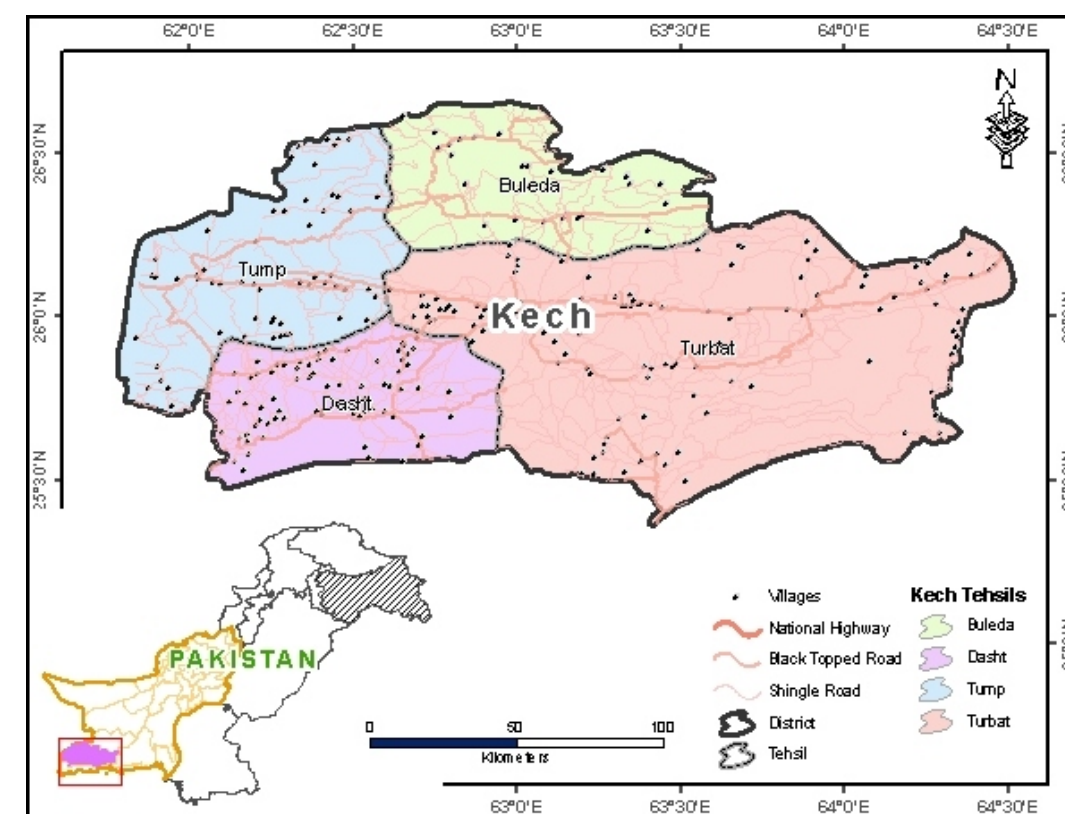 62°0'E 62°30'E 63°0'E 63°30'E 64°0'E 64°30'E
N
26°30'N
Buleda
Tump
26°0'N
Kech
Turbat
Dasht
25°30'N
PAKISTAN
Villages
National Highway
Black Topped Road
Shingle Road
District
Tehsil
Kech Tehsils
Buleda
Dasht
Tump
Turbat
0 50 100
Kilometers
63°0'E 63°30'E 64°0'E 64°30'E